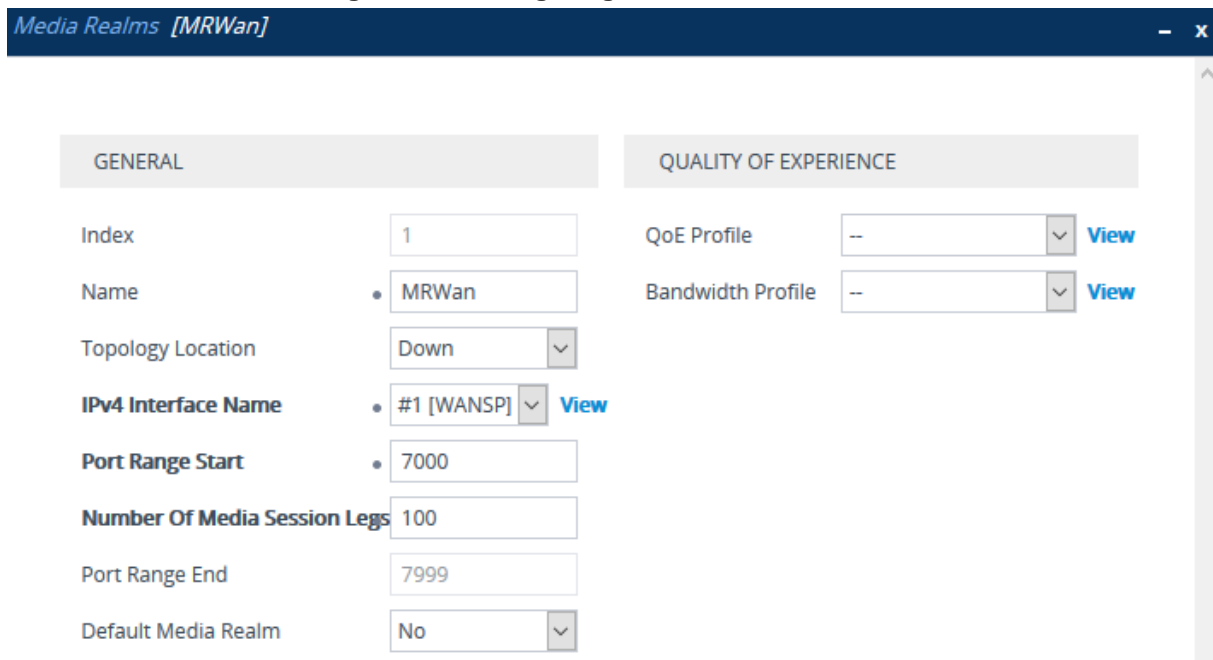 Media Realms [MRWan] – x
GENERAL
Index 1
Name • MRWan
Topology Location Down
IPv4 Interface Name • #1 [WANSP] View
Port Range Start • 7000
Number Of Media Session Legs 100
Port Range End 7999
Default Media Realm No
QUALITY OF EXPERIENCE
QoE Profile -- View
Bandwidth Profile -- View